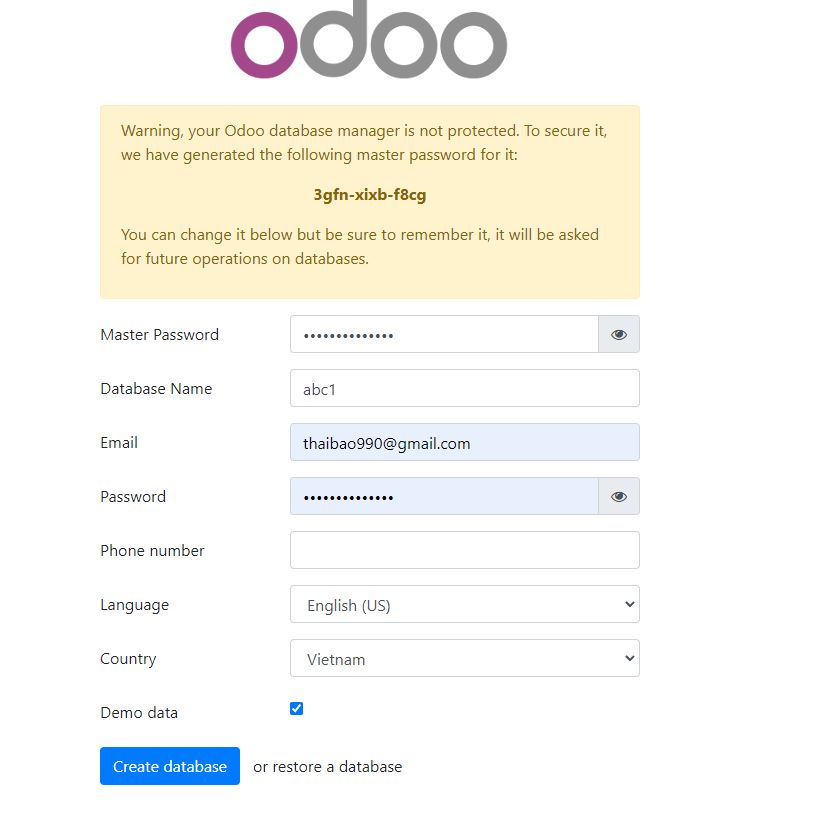 odoo
Warning, your Odoo database manager is not protected. To secure it,
we have generated the following master password for it:
3gfn-xixb-f8cg
You can change it below but be sure to remember it, it will be asked
for future operations on databases.
Master Password ••••••••••••••
Database Name abc1
Email thaibao990@gmail.com
Password ••••••••••••••
Phone number
Language English (US)
Country Vietnam
Demo data
Create database or restore a database